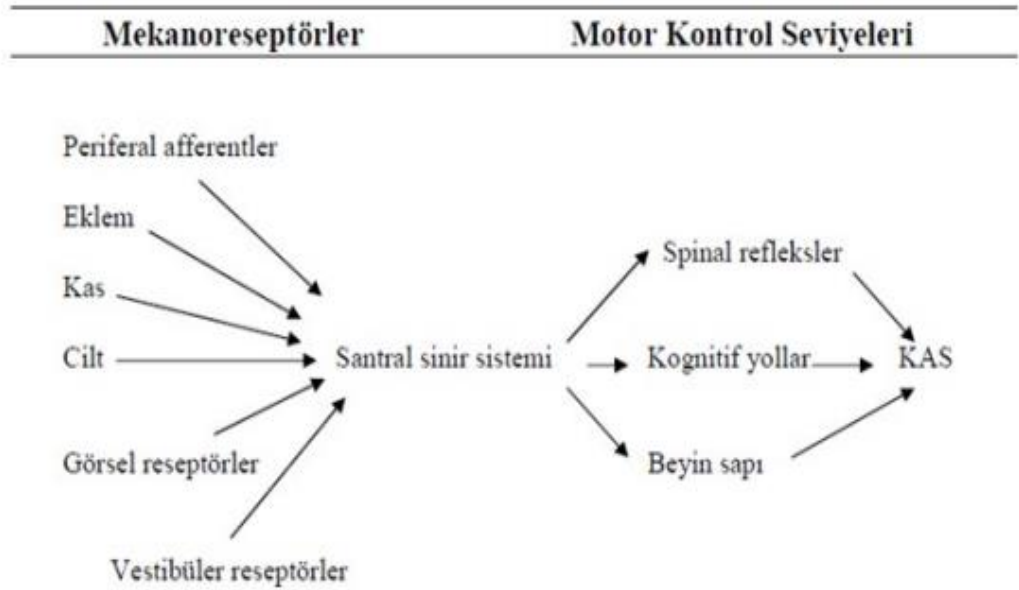 Mekanoreseptörler Motor Kontrol Seviyeleri
Periferal afferentler
Eklem
Spinal refleksler
Kas
Cilt Santral sinir sistemi Kognitif yollar KAS
Görsel reseptörler Beyin sapı
Vestibüler reseptörler